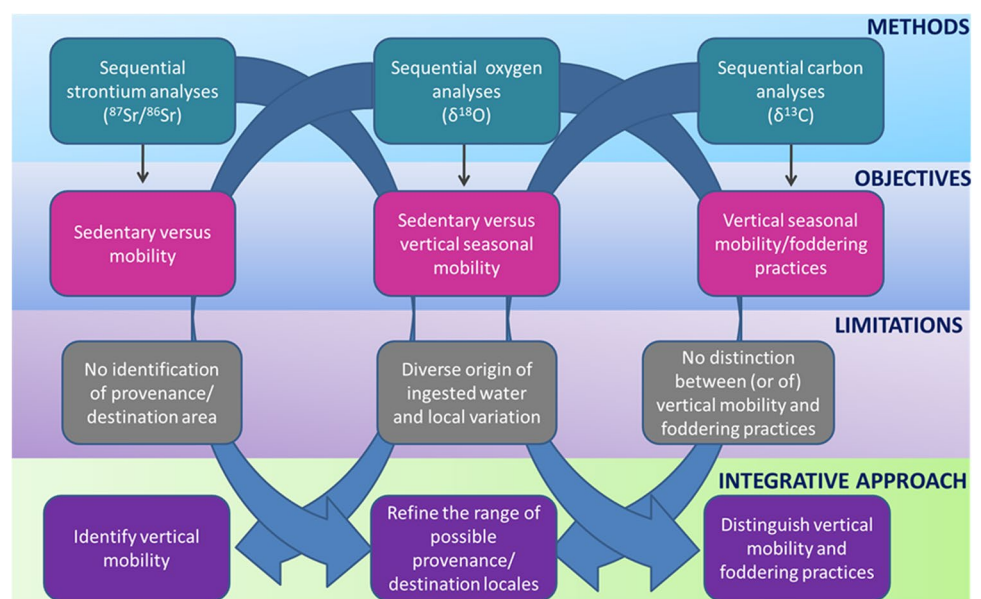 METHODS
Sequential
strontium analyses
(⁸⁷Sr/⁸⁶Sr)
Sequential oxygen
analyses
(δ¹⁸O)
Sequential carbon
analyses
(δ¹³C)
OBJECTIVES
Sedentary versus
mobility
Sedentary versus
vertical seasonal
mobility
Vertical seasonal
mobility/foddering
practices
LIMITATIONS
No identification
of provenance/
destination area
Diverse origin of
ingested water
and local variation
No distinction
between (or of)
vertical mobility and
foddering practices
INTEGRATIVE APPROACH
Identify vertical
mobility
Refine the range of
possible
provenance/
destination locales
Distinguish vertical
mobility and
foddering practices